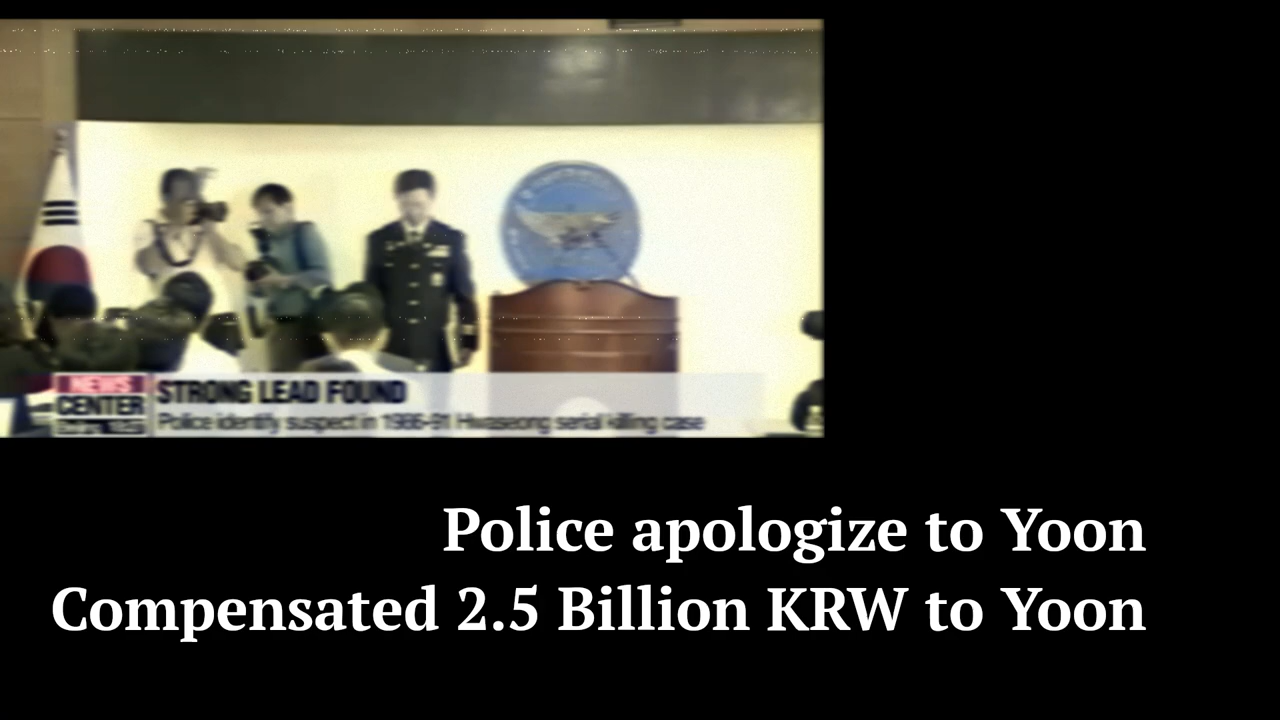 NEWS
CENTER
STRONG LEAD FOUND
Police identify suspect in 1986-91 Hwaseong serial killing case
Police apologize to Yoon
Compensated 2.5 Billion KRW to Yoon